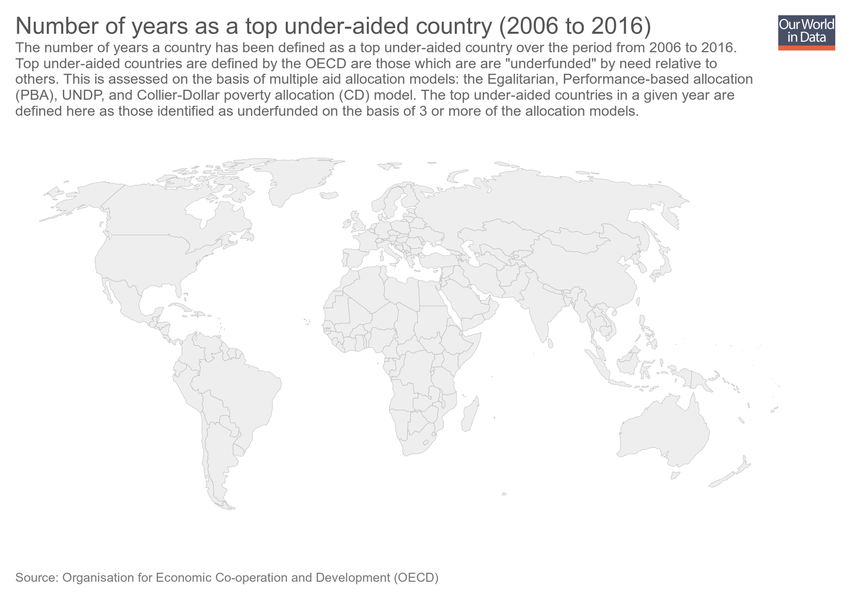 Number of years as a top under-aided country (2006 to 2016)
Our World
in Data
The number of years a country has been defined as a top under-aided country over the period from 2006 to 2016.
Top under-aided countries are defined by the OECD are those which are are "underfunded" by need relative to
others. This is assessed on the basis of multiple aid allocation models: the Egalitarian, Performance-based allocation
(PBA), UNDP, and Collier-Dollar poverty allocation (CD) model. The top under-aided countries in a given year are
defined here as those identified as underfunded on the basis of 3 or more of the allocation models.
Source: Organisation for Economic Co-operation and Development (OECD)